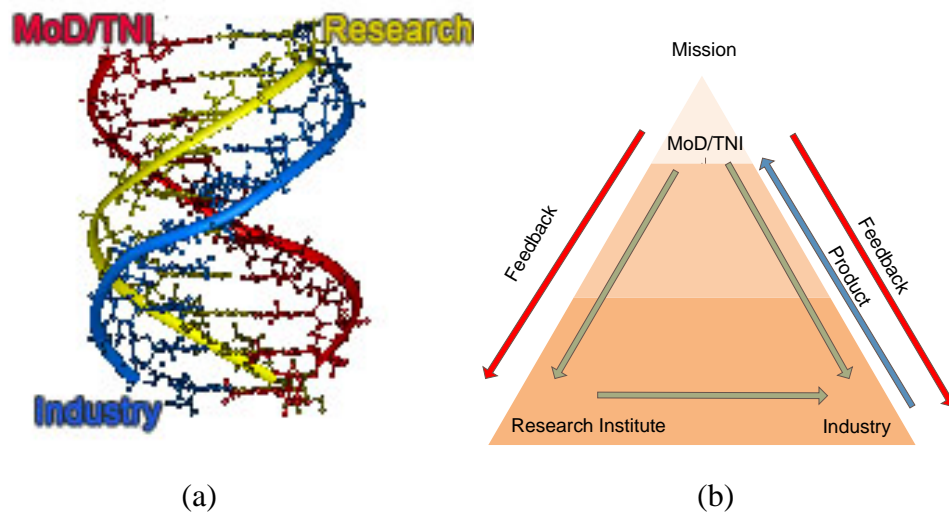 MoD/TNI
Research
Industry
(a)
Mission
MoD/TNI
Feedback
Product
Feedback
Research Institute
Industry
(b)